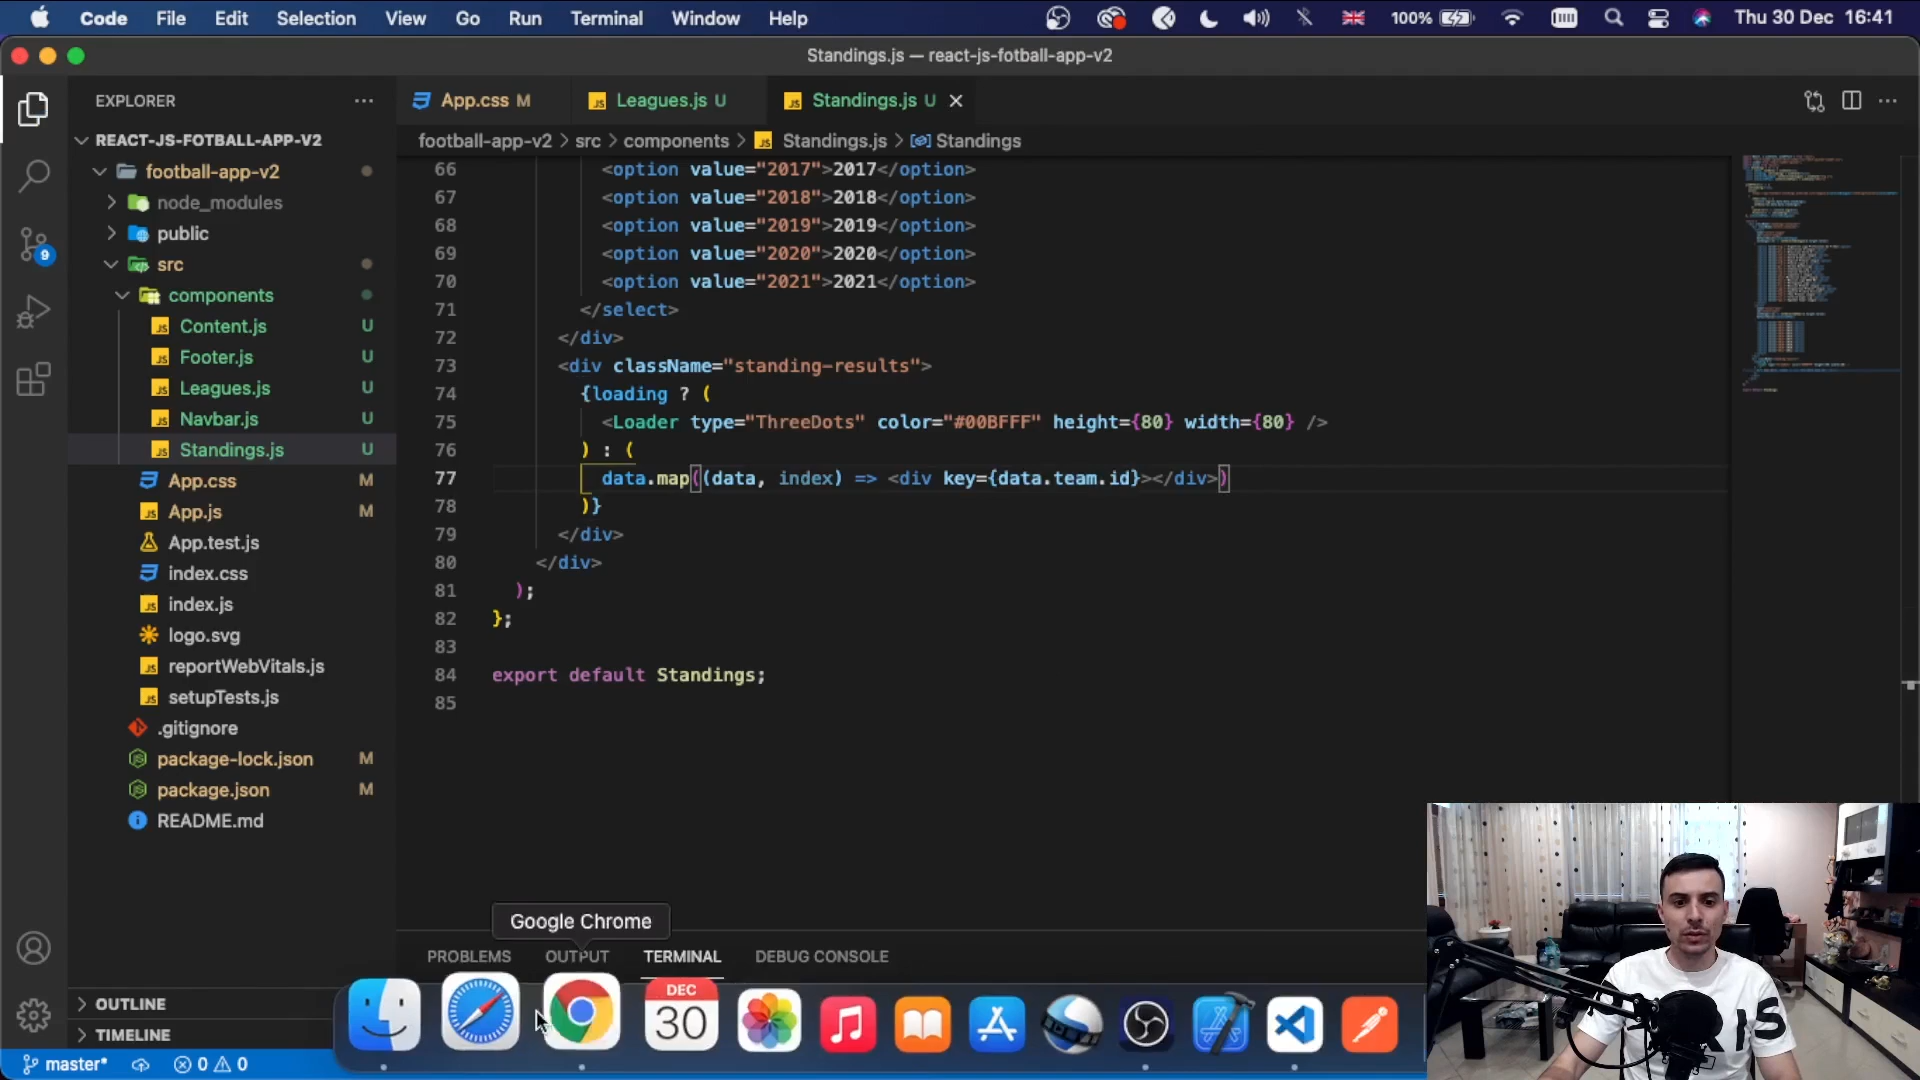 Code File Edit Selection View Go Run Terminal Window Help 100% Thu 30 Dec 16:41
Standings.js — react-js-fotball-app-v2
EXPLORER
App.css M
Leagues.js U
Standings.js U
REACT-JS-FOTBALL-APP-V2
football-app-v2 > src > components > Standings.js > Standings
football-app-v2
node_modules
public
src
components
Content.js U
Footer.js U
Leagues.js U
Navbar.js U
Standings.js U
App.css M
App.js M
App.test.js
index.css
index.js
logo.svg
reportWebVitals.js
setupTests.js
.gitignore
package-lock.json M
package.json M
README.md
OUTLINE
TIMELINE
9
66 <option value="2017">2017</option>
67 <option value="2018">2018</option>
68 <option value="2019">2019</option>
69 <option value="2020">2020</option>
70 <option value="2021">2021</option>
71 </select>
72 </div>
73 <div className="standing-results">
74 {loading ? (
75 <Loader type="ThreeDots" color="#00BFFF" height={80} width={80} />
76 ) : (
77 data.map((data, index) => <div key={data.team.id}></div>)
78 )}
79 </div>
80 </div>
81 );
82 };
83
84 export default Standings;
85
Google Chrome
PROBLEMS OUTPUT TERMINAL DEBUG CONSOLE
DEC
30
master* 0 0